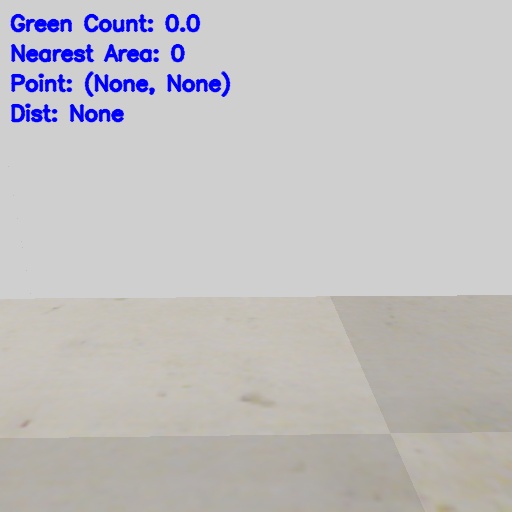 Green Count: 0.0
Nearest Area: 0
Point: (None, None)
Dist: None